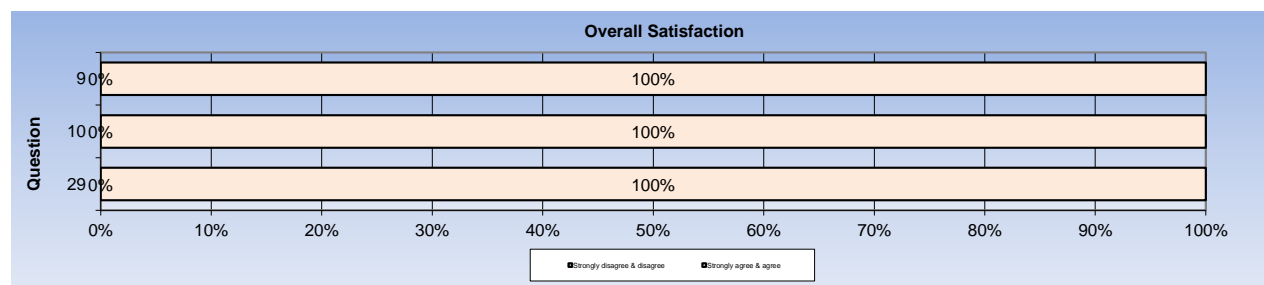 Overall Satisfaction
Question
9 0% 100%
10 0% 100%
29 0% 100%
0% 10% 20% 30% 40% 50% 60% 70% 80% 90% 100%
Strongly disagree & disagree Strongly agree & agree